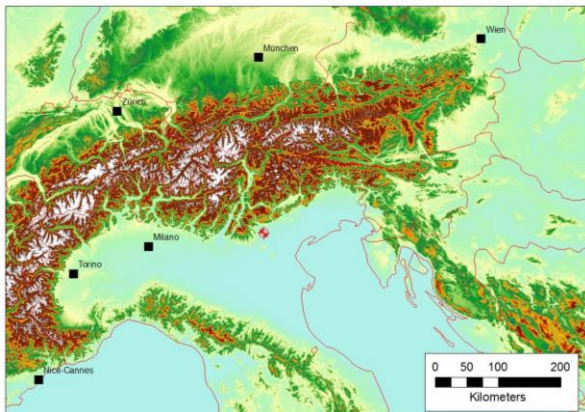 Wien
München
Zürich
Milano
Torino
Nice-Cannes
0 50 100 200
Kilometers